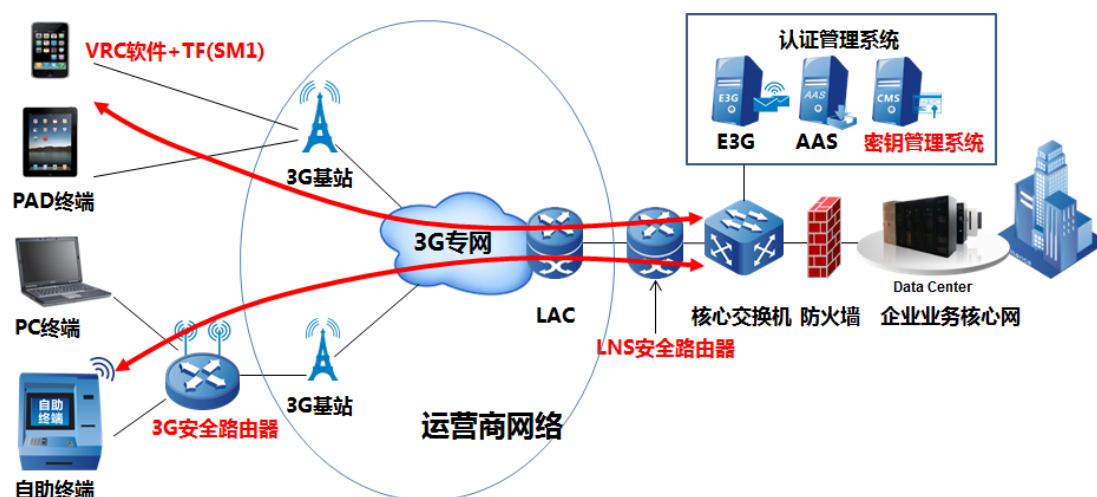 VRC软件+TF(SM1)
认证管理系统
E3G
AAS
CMS
E3G
AAS
密钥管理系统
PAD终端
3G基站
3G专网
Data Center
PC终端
LAC
核心交换机
防火墙
企业业务核心网
LNS安全路由器
自助
终端
3G安全路由器
3G基站
运营商网络
自助终端